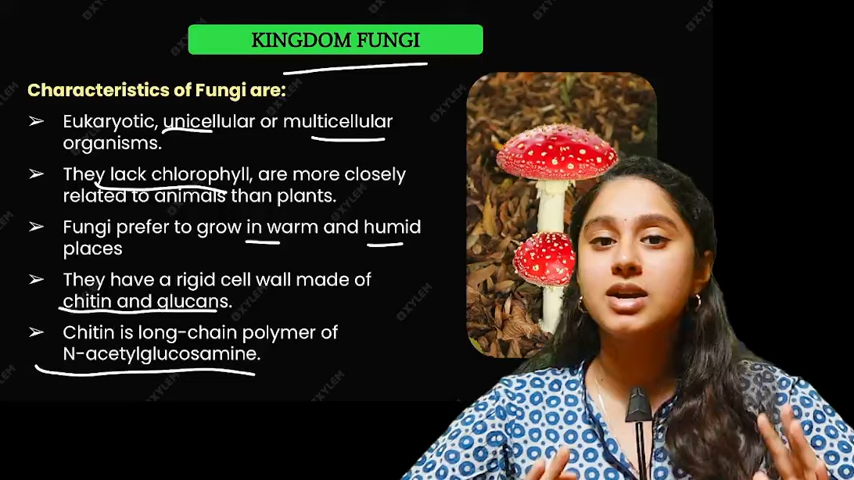 KINGDOM FUNGI
Characteristics of Fungi are:
➢ Eukaryotic, unicellular or multicellular
organisms.
➢ They lack chlorophyll, are more closely
related to animals than plants.
➢ Fungi prefer to grow in warm and humid
places
➢ They have a rigid cell wall made of
chitin and glucans.
➢ Chitin is long-chain polymer of
N-acetylglucosamine.
OXYLEM